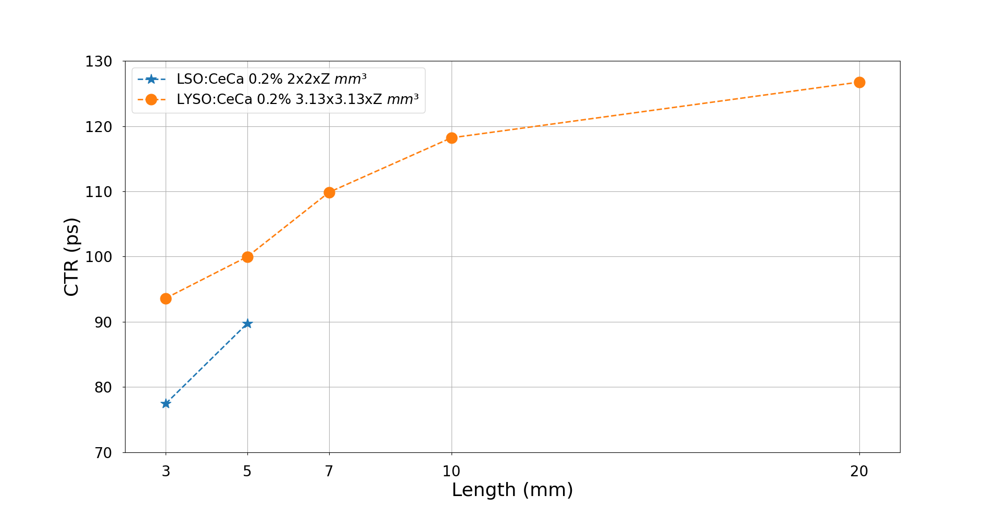 130
120
110
100
90
80
70
CTR (ps)
LSO:CeCa 0.2% 2x2xZ mm³
LYSO:CeCa 0.2% 3.13x3.13xZ mm³
3 5 7 10 20
Length (mm)